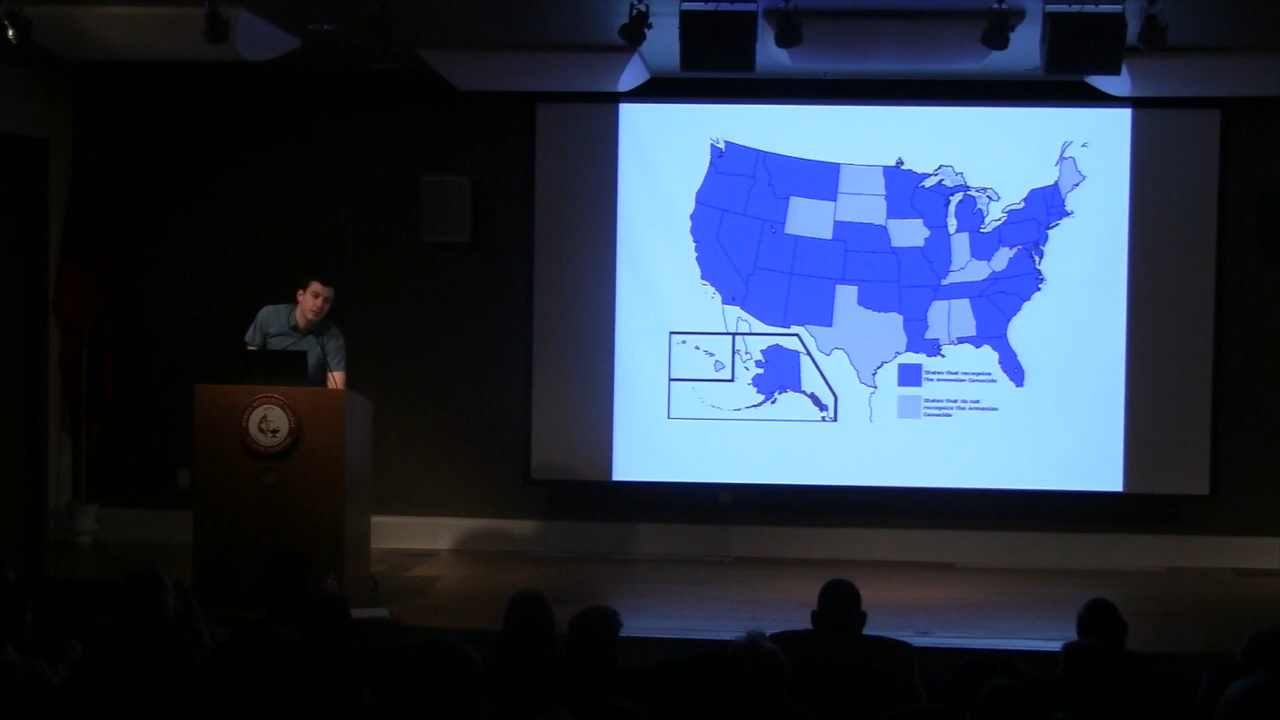 States that recognize
The Armenian Genocide
States that do not
recognize The Armenian
Genocide